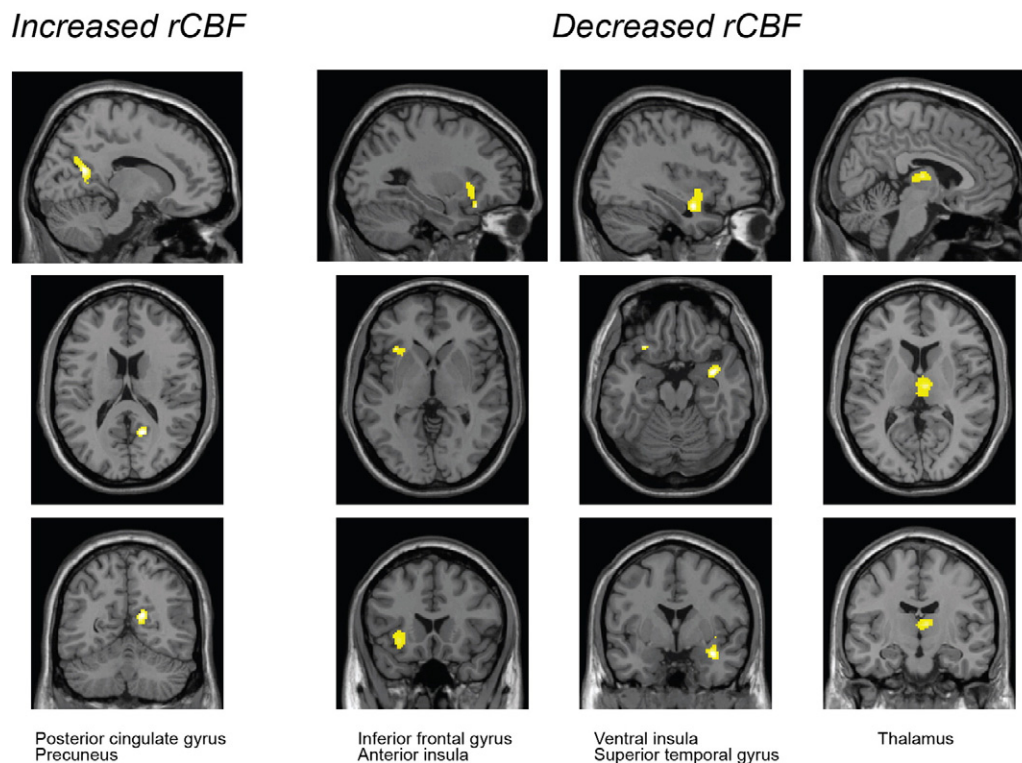 Increased rCBF
Decreased rCBF
Posterior cingulate gyrus
Precuneus
Inferior frontal gyrus
Anterior insula
Ventral insula
Superior temporal gyrus
Thalamus